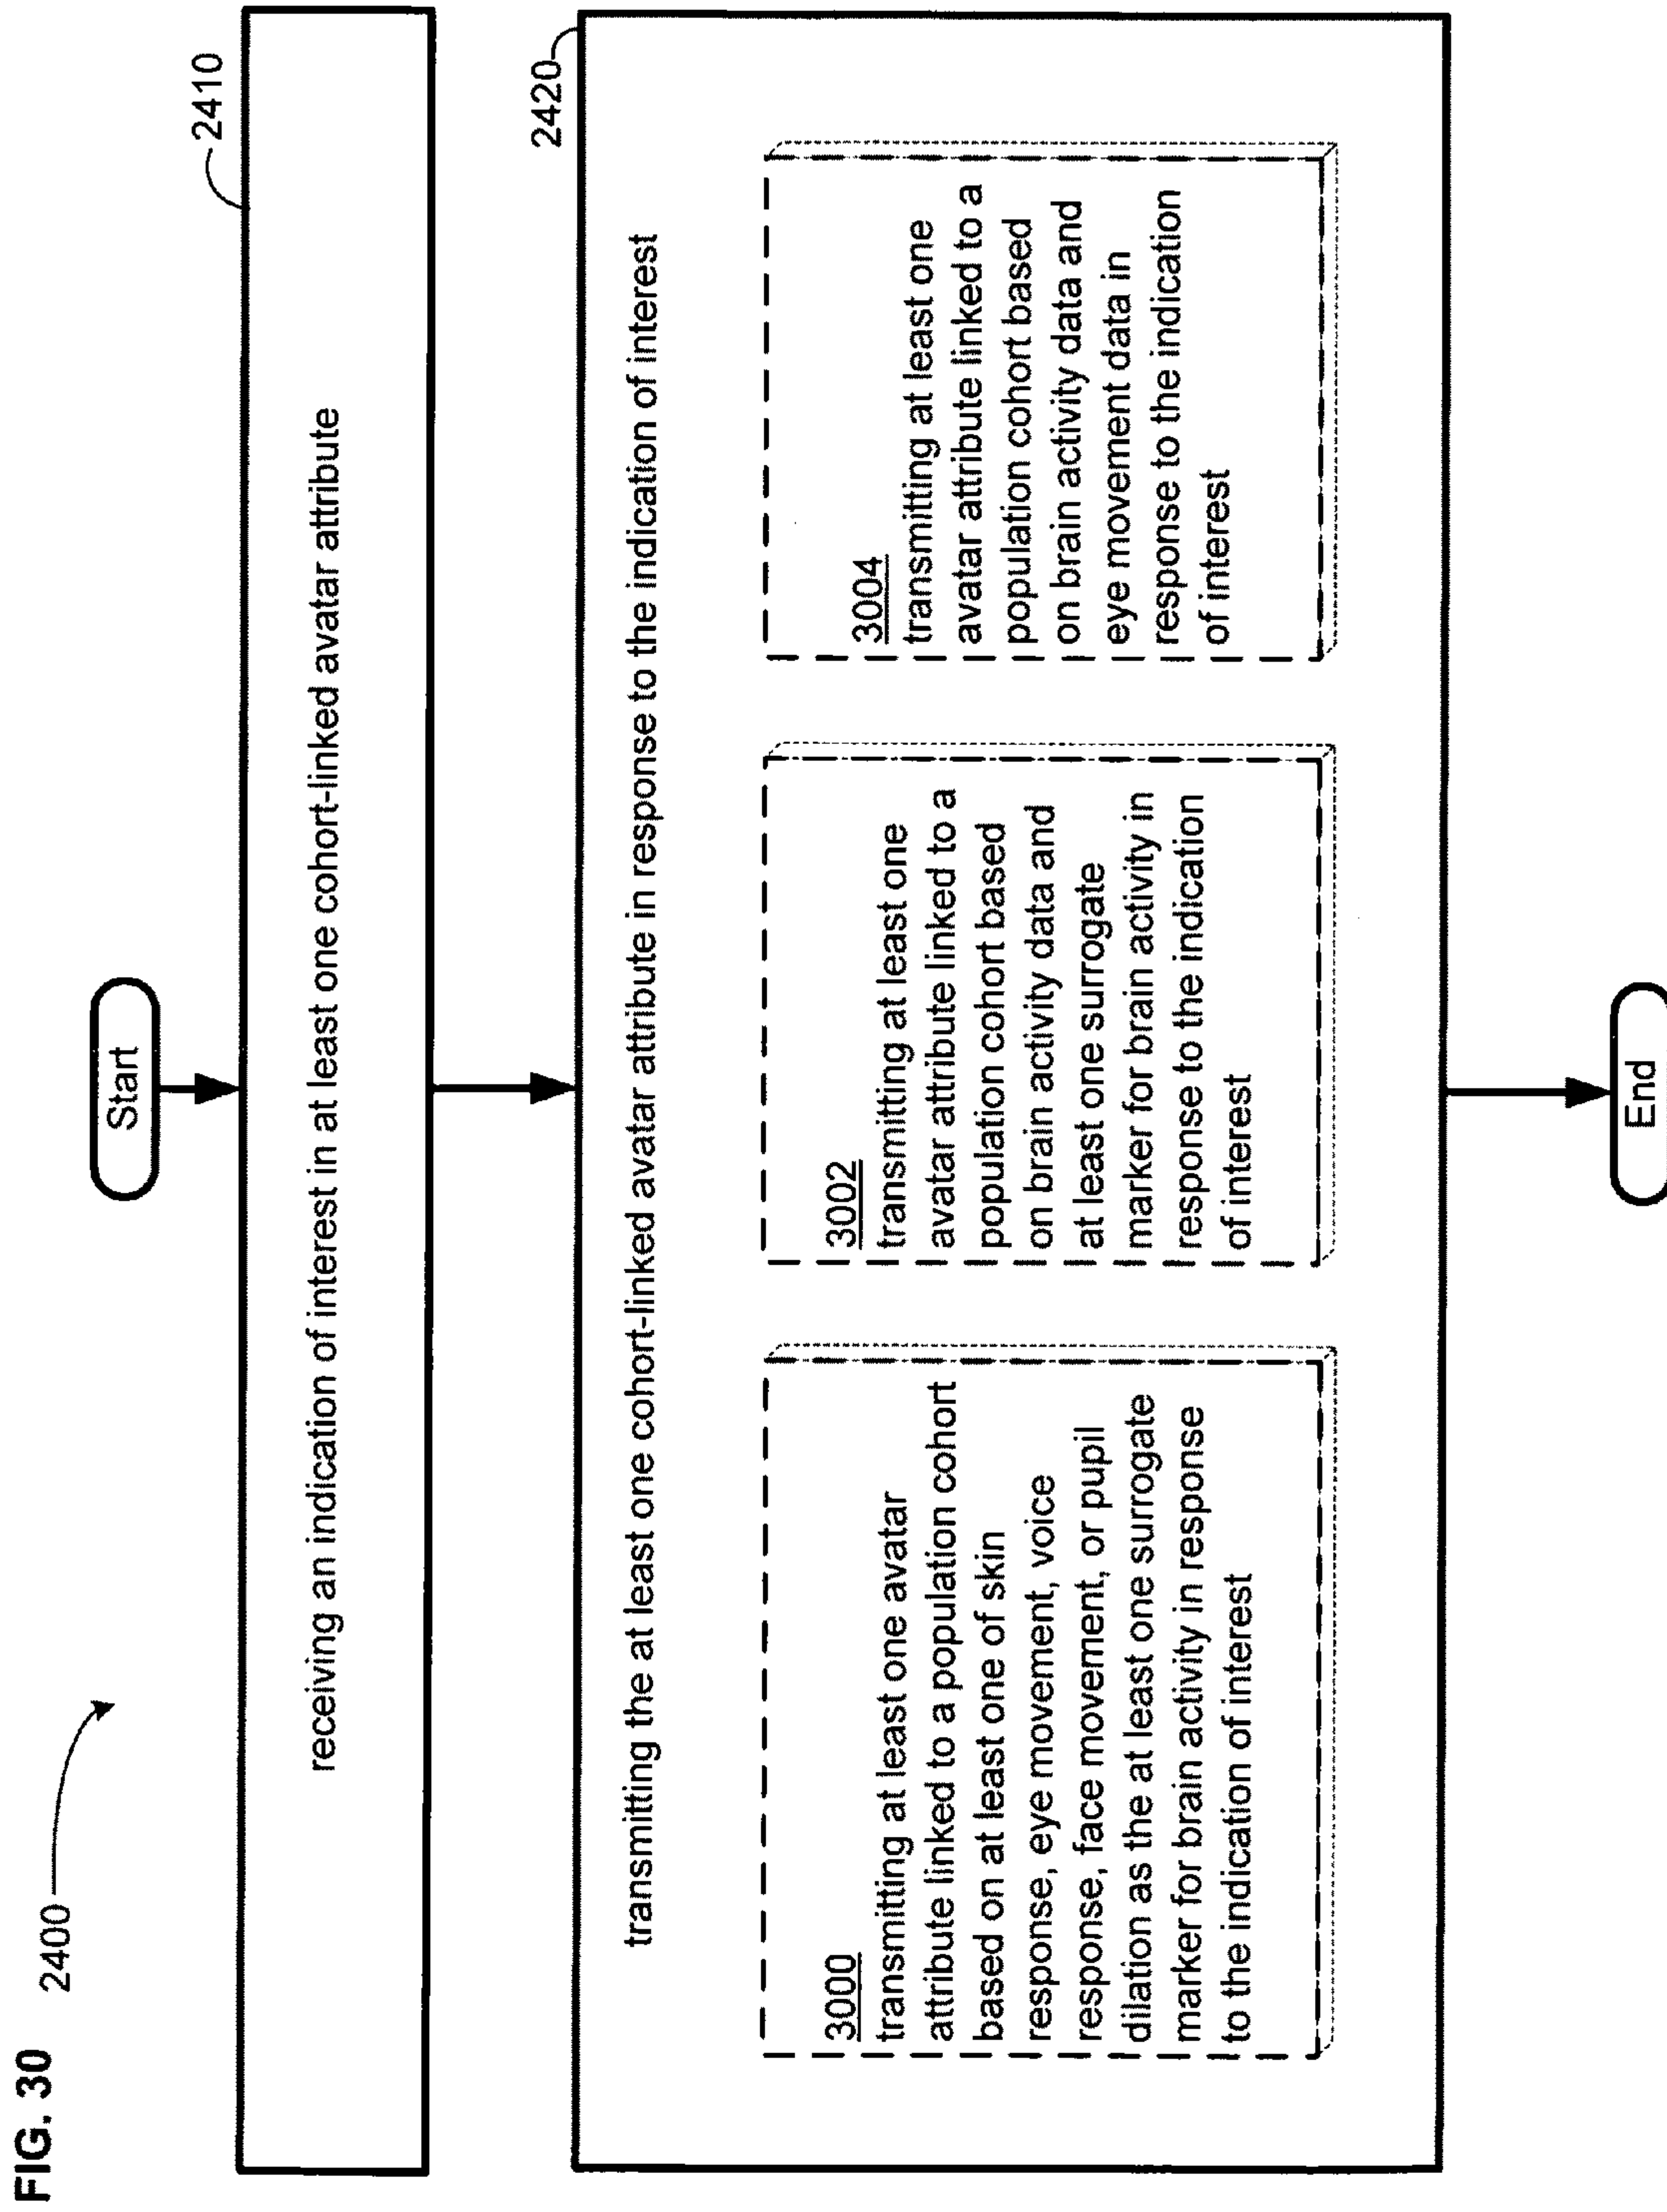 FIG. 30
2400
Start
2410
receiving an indication of interest in at least one cohort-linked avatar attribute
2420
transmitting the at least one cohort-linked avatar attribute in response to the indication of interest
3000
transmitting at least one avatar
attribute linked to a population cohort
based on at least one of skin
response, eye movement, voice
response, face movement, or pupil
dilation as the at least one surrogate
marker for brain activity in response
to the indication of interest
3002
transmitting at least one
avatar attribute linked to a
population cohort based
on brain activity data and
at least one surrogate
marker for brain activity in
response to the indication
of interest
3004
transmitting at least one
avatar attribute linked to a
population cohort based
on brain activity data and
eye movement data in
response to the indication
of interest
End